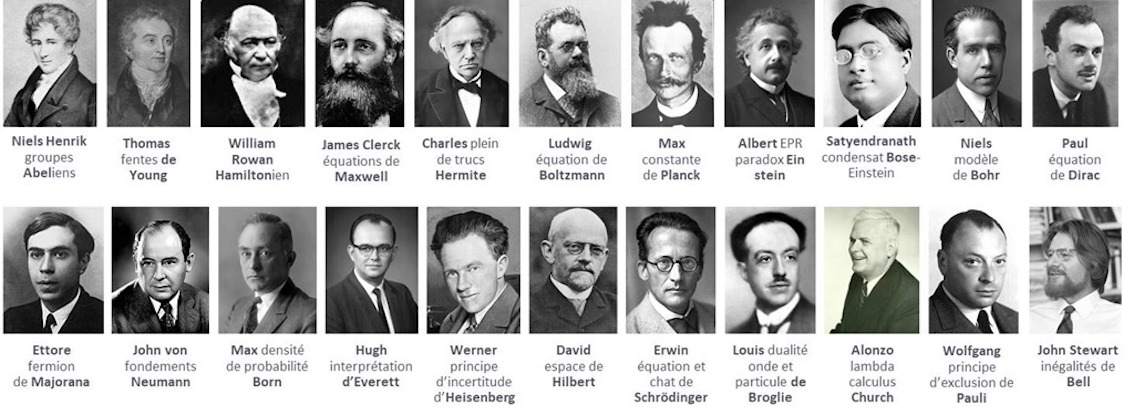 Niels Henrik
groupes
Abeliens
Thomas
fentes de
Young
William
Rowan
Hamiltonien
James Clerck
équations de
Maxwell
Charles plein
de trucs
Hermite
Ludwig
équation de
Boltzmann
Max
constante
de Planck
Albert EPR
paradox Ein
stein
Satyendranath
condensat Bose-
Einstein
Niels
modèle
de Bohr
Paul
équation
de Dirac
Ettore
fermion
de Majorana
John von
fondements
Neumann
Max densité
de probabilité
Born
Hugh
interprétation
d’Everett
Werner
principe
d’incertitude
d’Heisenberg
David
espace de
Hilbert
Erwin
équation et
chat de
Schrödinger
Louis dualité
onde et
particule de
Broglie
Alonzo
lambda
calculus
Church
Wolfgang
principe
d’exclusion de
Pauli
John Stewart
inégalités de
Bell